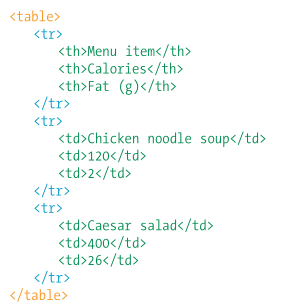 <table>
<tr>
<th>Menu item</th>
<th>Calories</th>
<th>Fat (g)</th>
</tr>
<tr>
<td>Chicken noodle soup</td>
<td>120</td>
<td>2</td>
</tr>
<tr>
<td>Caesar salad</td>
<td>400</td>
<td>26</td>
</tr>
</table>